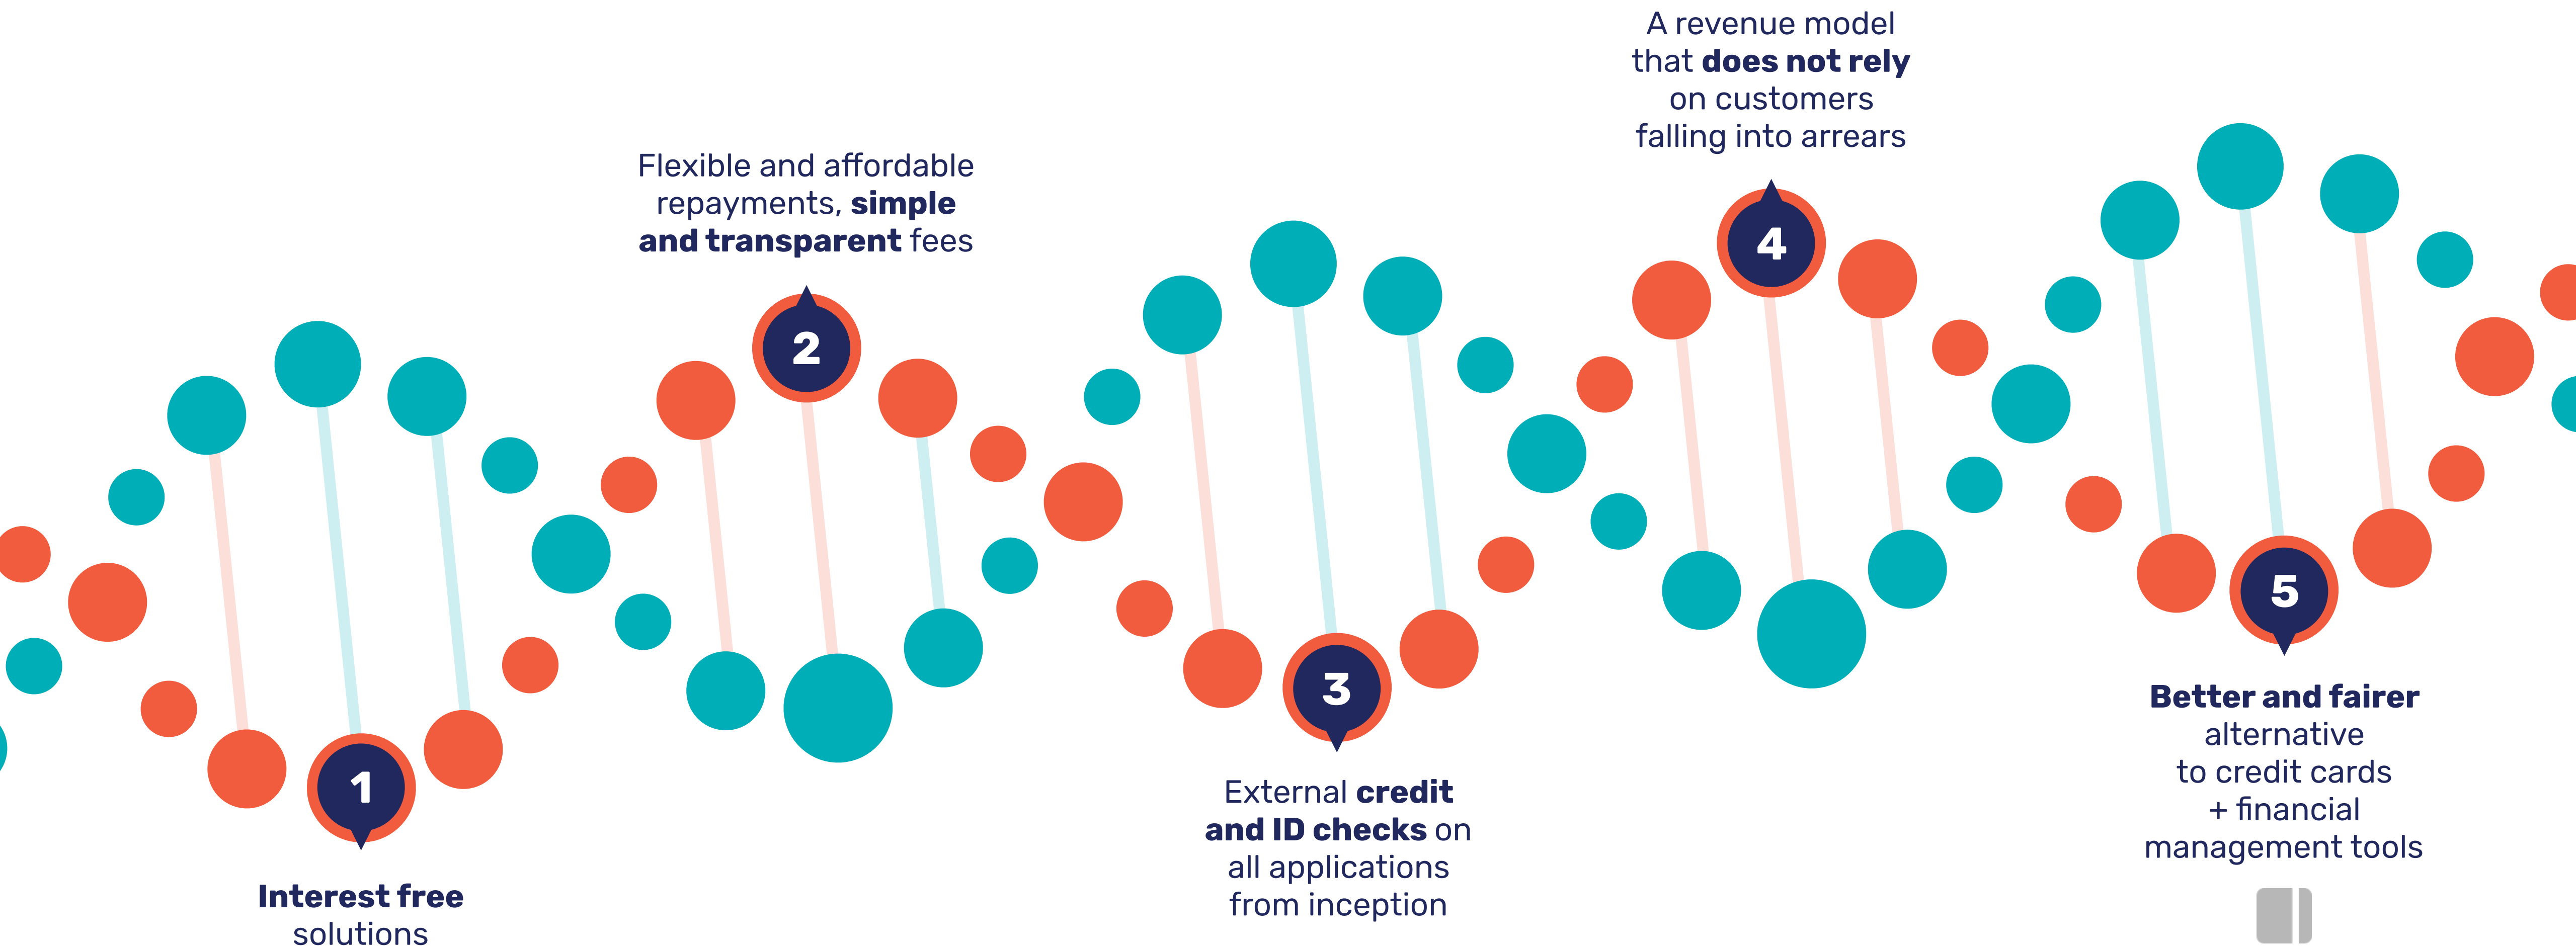 1
Interest free
solutions
Flexible and affordable
repayments, simple
and transparent fees
2
3
External credit
and ID checks on
all applications
from inception
A revenue model
that does not rely
on customers
falling into arrears
4
5
Better and fairer
alternative
to credit cards
+ financial
management tools